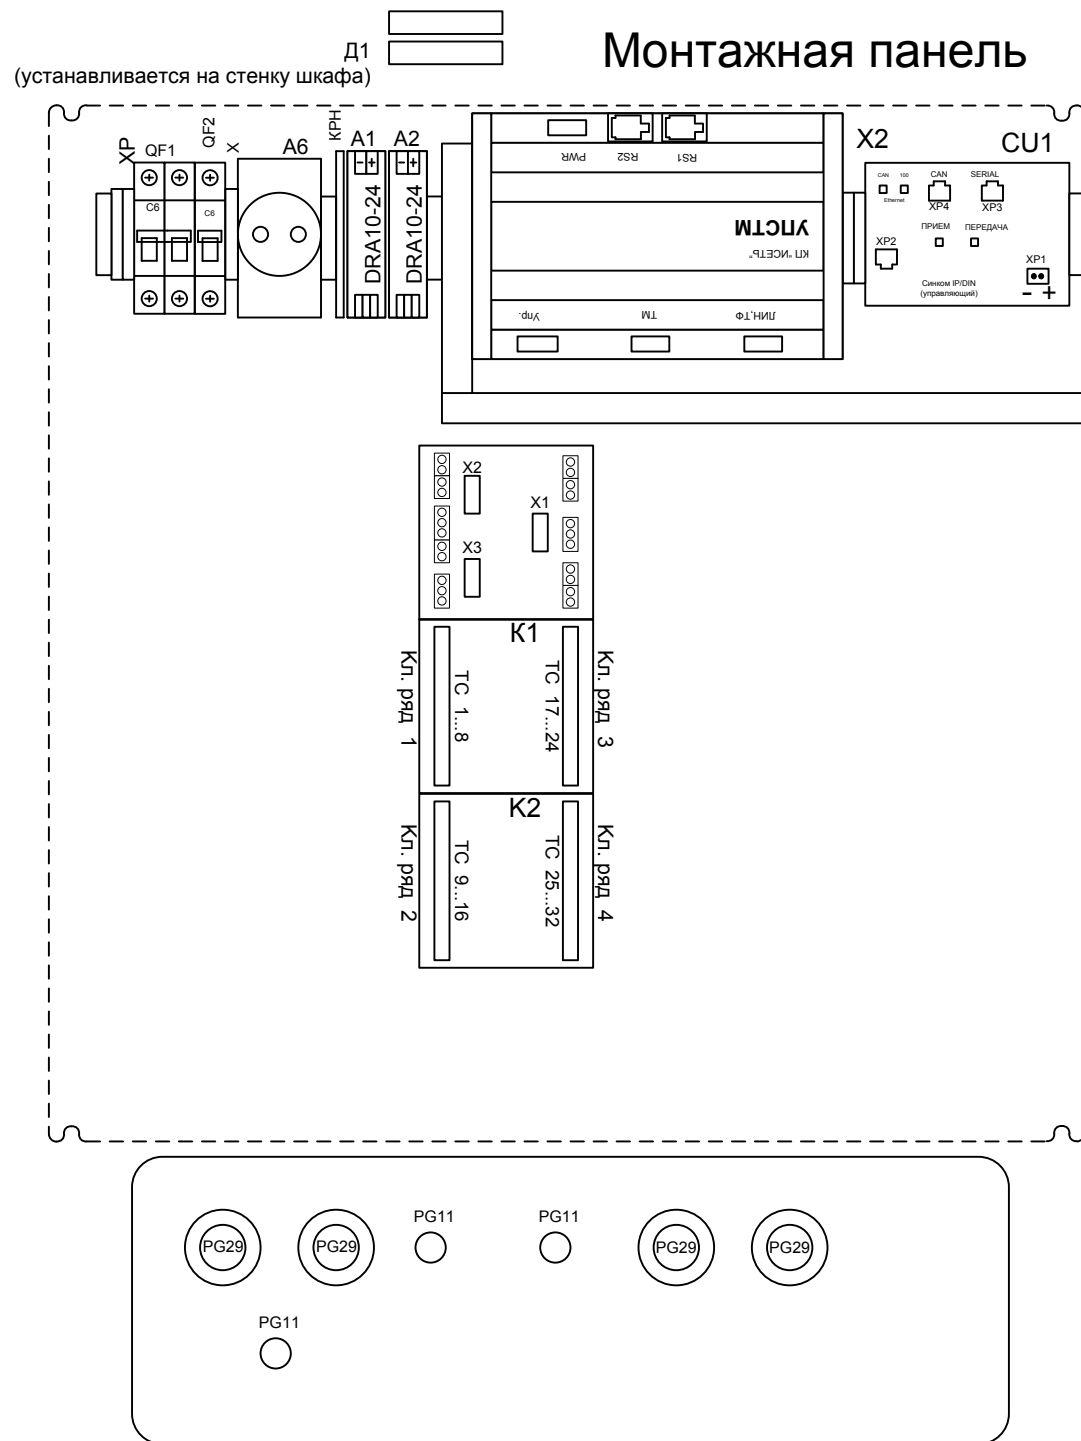 Монтажная панель
Д1
(устанавливается на стенку шкафа)
XP
QF1
QF2
X
A6
КРН
A1
A2
X2
CU1
C6
C6
- +
- +
DRA10-24
DRA10-24
PWR
RS2
RS1
УПСТМ
КП "ИСЕТЬ"
Упр.
ТМ
ЛИН,ТФ
CAN
100
Ethernet
CAN
XP4
SERIAL
XP3
ПРИЕМ
ПЕРЕДАЧА
XP2
XP1
Синком IP/DIN
(управляющий)
- +
X2
X1
X3
К1
Кл. ряд 1
ТС 1...8
ТС 17...24
Кл. ряд 3
К2
Кл. ряд 2
ТС 9...16
ТС 25...32
Кл. ряд 4
PG29
PG29
PG11
PG11
PG29
PG29
PG11